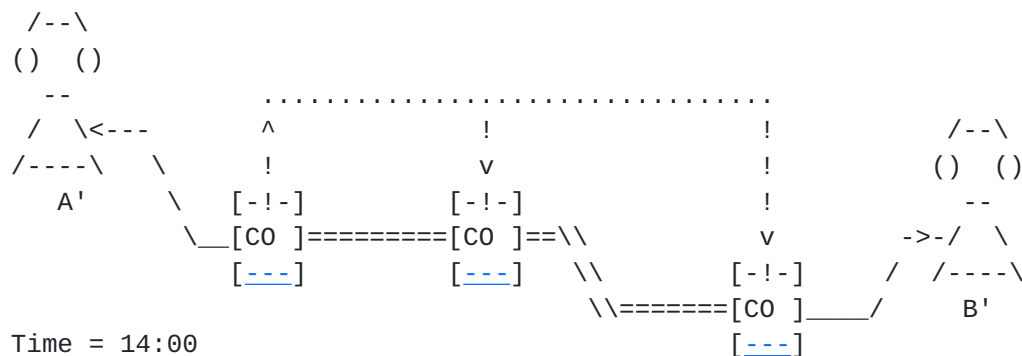 /--\
()  ()
  --          .................................
 /  \<---     ^             !                 !           /--\
/----\   \    !             v                 !          ()  ()
   A'     \ [-!-]         [-!-]               !            --
           \__[CO ]=========[CO ]==\\         v        ->-/  \
              [---]         [---]   \\      [-!-]     /  /----\
                                     \\=======[CO ]____/     B'
Time = 14:00                                  [---]